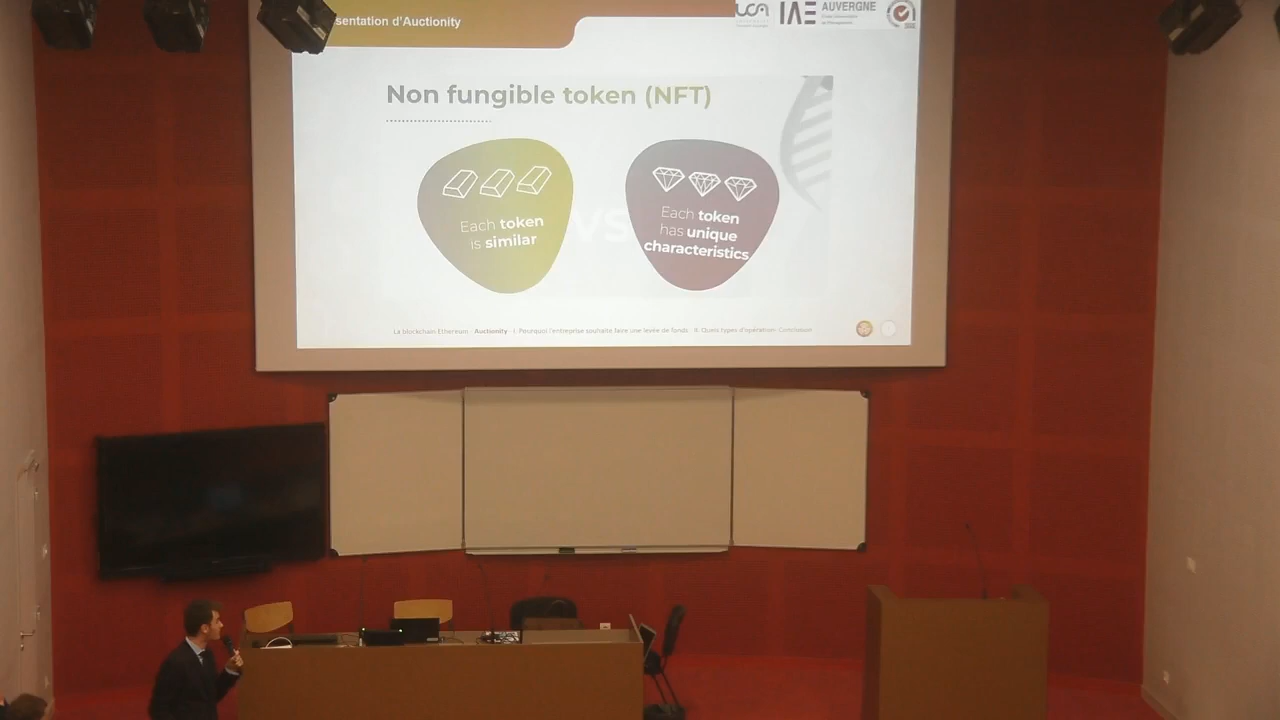 sentation d'Auctionity
uca
IAE AUVERGNE
Non fungible token (NFT)
Each token
is similar
VS
Each token
has unique
characteristics
La blockchain Ethereum - Auctionity - I. Pourquoi l'entreprise souhaite faire une levée de fonds - II. Quels types d'opération- Conclusion